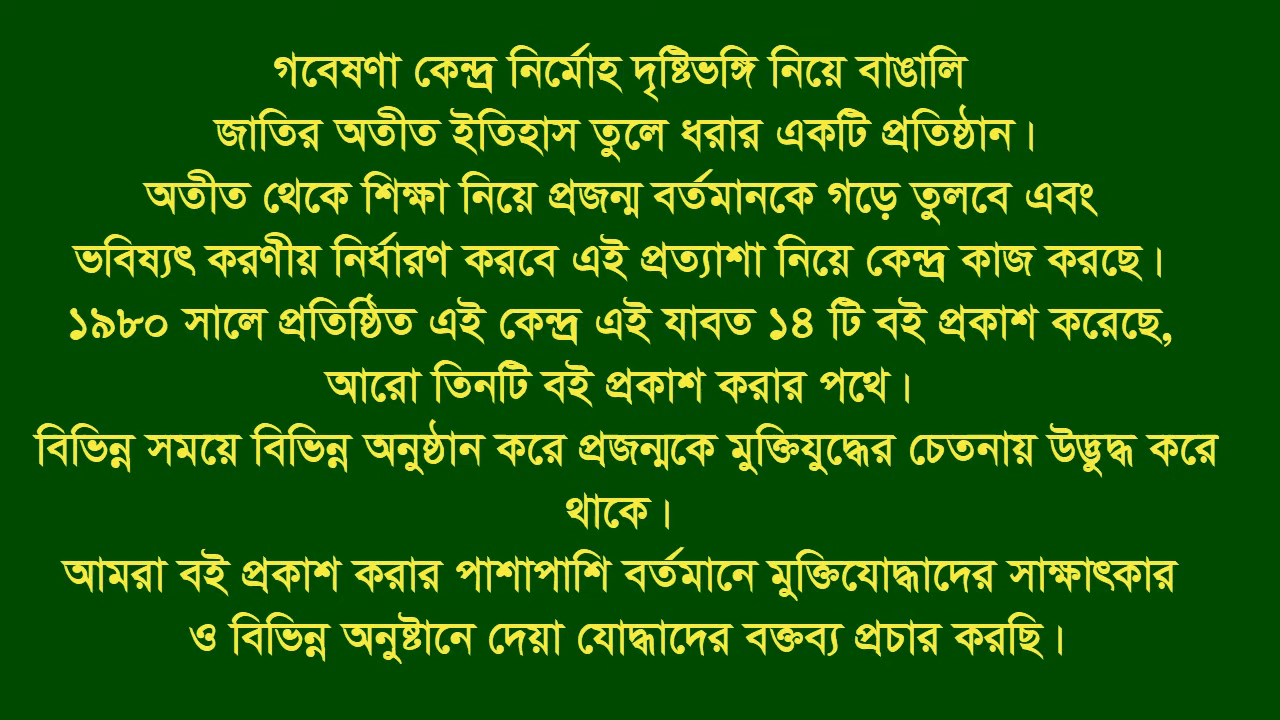 গবেষণা কেন্দ্র নির্মোহ দৃষ্টিভঙ্গি নিয়ে বাঙালি
জাতির অতীত ইতিহাস তুলে ধরার একটি প্রতিষ্ঠান।
অতীত থেকে শিক্ষা নিয়ে প্রজন্ম বর্তমানকে গড়ে তুলবে এবং
ভবিষ্যৎ করণীয় নির্ধারণ করবে এই প্রত্যাশা নিয়ে কেন্দ্র কাজ করছে।
১৯৮০ সালে প্রতিষ্ঠিত এই কেন্দ্র এই যাবত ১৪ টি বই প্রকাশ করেছে,
আরো তিনটি বই প্রকাশ করার পথে।
বিভিন্ন সময়ে বিভিন্ন অনুষ্ঠান করে প্রজন্মকে মুক্তিযুদ্ধের চেতনায় উদ্ভুদ্ধ করে
থাকে।
আমরা বই প্রকাশ করার পাশাপাশি বর্তমানে মুক্তিযোদ্ধাদের সাক্ষাৎকার
ও বিভিন্ন অনুষ্টানে দেয়া যোদ্ধাদের বক্তব্য প্রচার করছি।